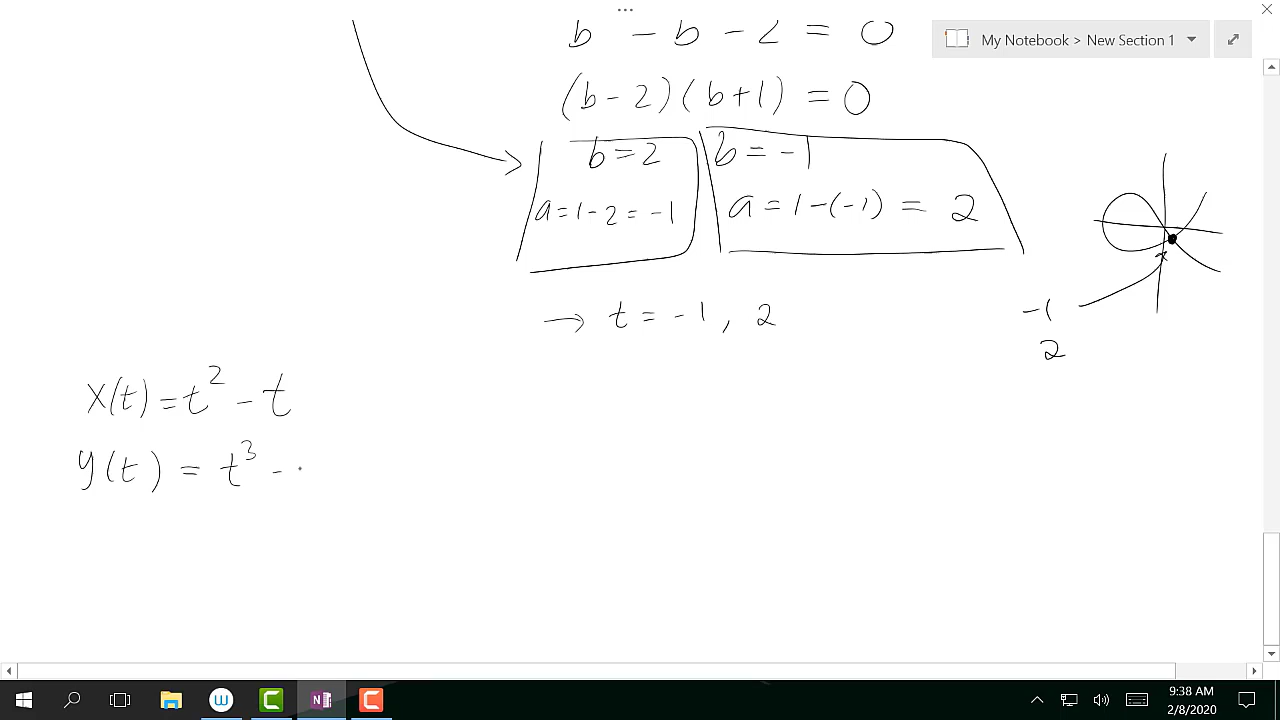 My Notebook > New Section 1
b - b - 2 = 0
(b - 2)(b + 1) = 0
b = 2 b = -1
a = 1 - 2 = -1 a = 1 - (-1) = 2
→ t = -1, 2
-1
2
x(t) = t² - t
y(t) = t³ -
W N
9:38 AM
2/8/2020